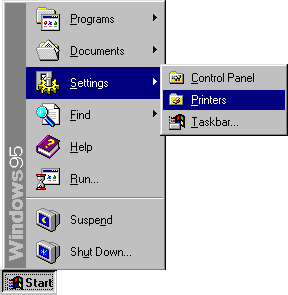 Programs
Documents
Settings
Find
Help
Run...
Suspend
Shut Down...
Windows95
Start
Control Panel
Printers
Taskbar...